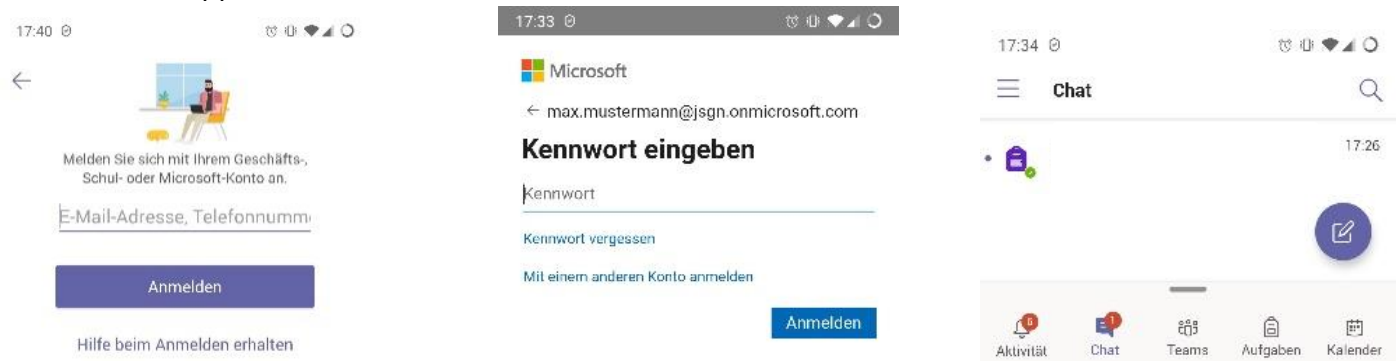 17:40
Melden Sie sich mit Ihrem Geschäfts-,
Schul- oder Microsoft-Konto an.
E-Mail-Adresse, Telefonnumm
Anmelden
Hilfe beim Anmelden erhalten
17:33
Microsoft
max.mustermann@jsgn.onmicrosoft.com
Kennwort eingeben
Kennwort
Kennwort vergessen
Mit einem anderen Konto anmelden
Anmelden
17:34
Chat
17:26
6
1
Aktivität Chat Teams Aufgaben Kalender